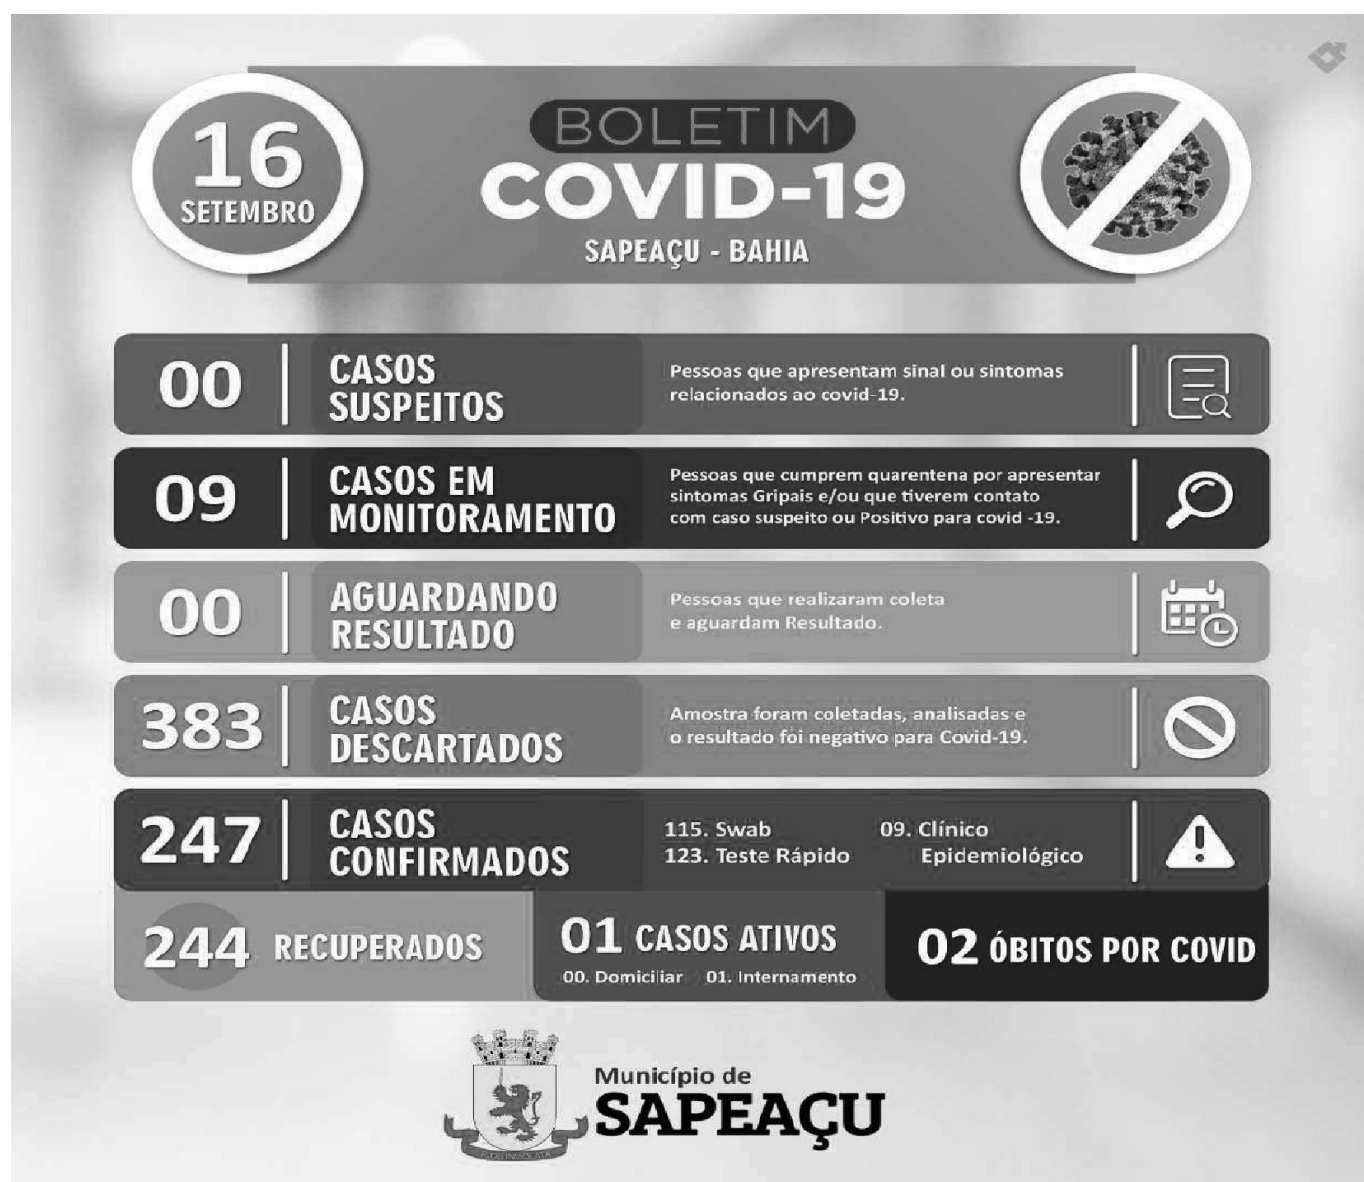 16
SETEMBRO
BOLETIM
COVID-19
SAPEAÇU - BAHIA
00
CASOS
SUSPEITOS
Pessoas que apresentam sinal ou sintomas
relacionados ao covid-19.
09
CASOS EM
MONITORAMENTO
Pessoas que cumprem quarentena por apresentar
sintomas Gripais e/ou que tiverem contato
com caso suspeito ou Positivo para covid -19.
00
AGUARDANDO
RESULTADO
Pessoas que realizaram coleta
e aguardam Resultado.
383
CASOS
DESCARTADOS
Amostra foram coletadas, analisadas e
o resultado foi negativo para Covid-19.
247
CASOS
CONFIRMADOS
115. Swab
123. Teste Rápido
09. Clínico
Epidemiológico
244 RECUPERADOS
01 CASOS ATIVOS
00. Domiciliar 01. Internamento
02 ÓBITOS POR COVID
Município de
SAPEAÇU